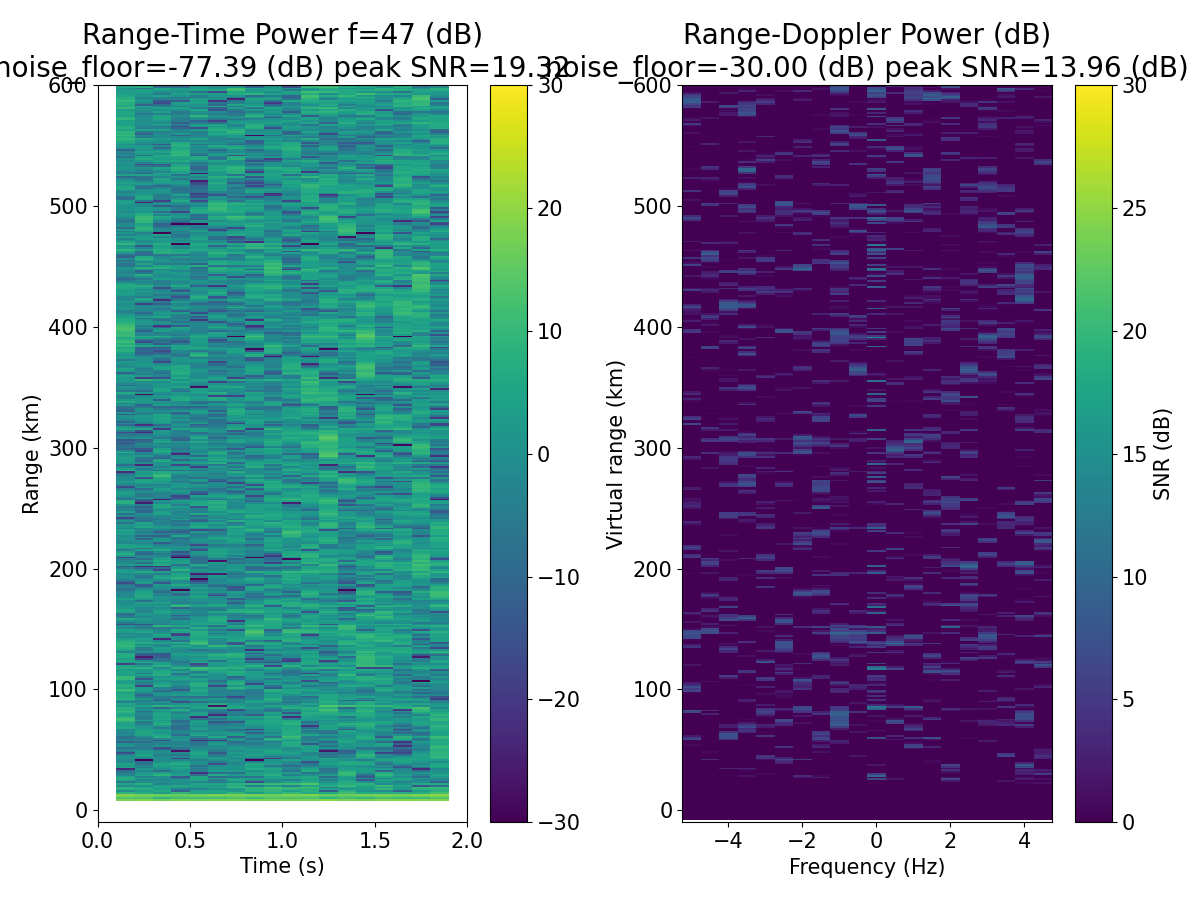 Range-Time Power f=47 (dB)
noise_floor=-77.39 (dB) peak SNR=19.32
Range-Doppler Power (dB)
noise_floor=-30.00 (dB) peak SNR=13.96 (dB)
600
500
400
300
200
100
0
Range (km)
0.0 0.5 1.0 1.5 2.0
Time (s)
30
20
10
0
−10
−20
−30
600
500
400
300
200
100
0
Virtual range (km)
−4 −2 0 2 4
Frequency (Hz)
30
25
20
15
10
5
0
SNR (dB)